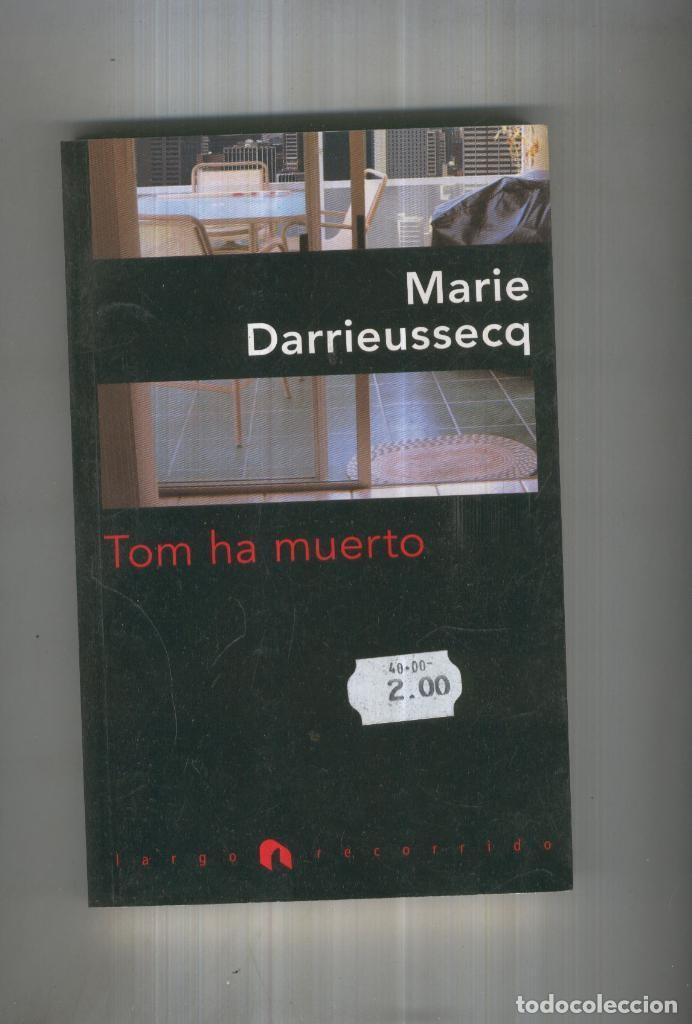 Marie
Darrieussecq
Tom ha muerto
40·00-
2.00
largo recorrido
todocoleccion